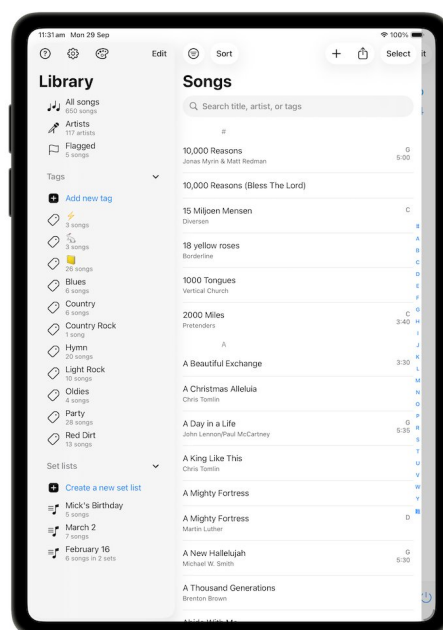 11:31 am Mon 29 Sep
100%
Edit
Sort
Select
it
Library
All songs
650 songs
Artists
117 artists
Flagged
5 songs
Tags
Add new tag
3 songs
3 songs
26 songs
Blues
6 songs
Country
6 songs
Country Rock
1 song
Hymn
20 songs
Light Rock
10 songs
Oldies
4 songs
Party
28 songs
Red Dirt
13 songs
Set lists
Create a new set list
Mick's Birthday
5 songs
March 2
7 songs
February 16
6 songs in 2 sets
Songs
Search title, artist, or tags
#
10,000 Reasons
G
Jonas Myrin & Matt Redman
5:00
10,000 Reasons (Bless The Lord)
15 Miljoen Mensen
C
Diversen
18 yellow roses
Borderline
1000 Tongues
Vertical Church
2000 Miles
C
Pretenders
3:40
A
A Beautiful Exchange
3:30
A Christmas Alleluia
Chris Tomlin
A Day in a Life
G
John Lennon/Paul McCartney
5:35
A King Like This
Chris Tomlin
A Mighty Fortress
A Mighty Fortress
D
Martin Luther
A New Hallelujah
G
Michael W. Smith
5:30
A Thousand Generations
Brenton Brown
Abide With Me
A
B
C
D
E
F
G
H
I
J
K
L
M
N
O
P
R
S
T
U
V
W
Y